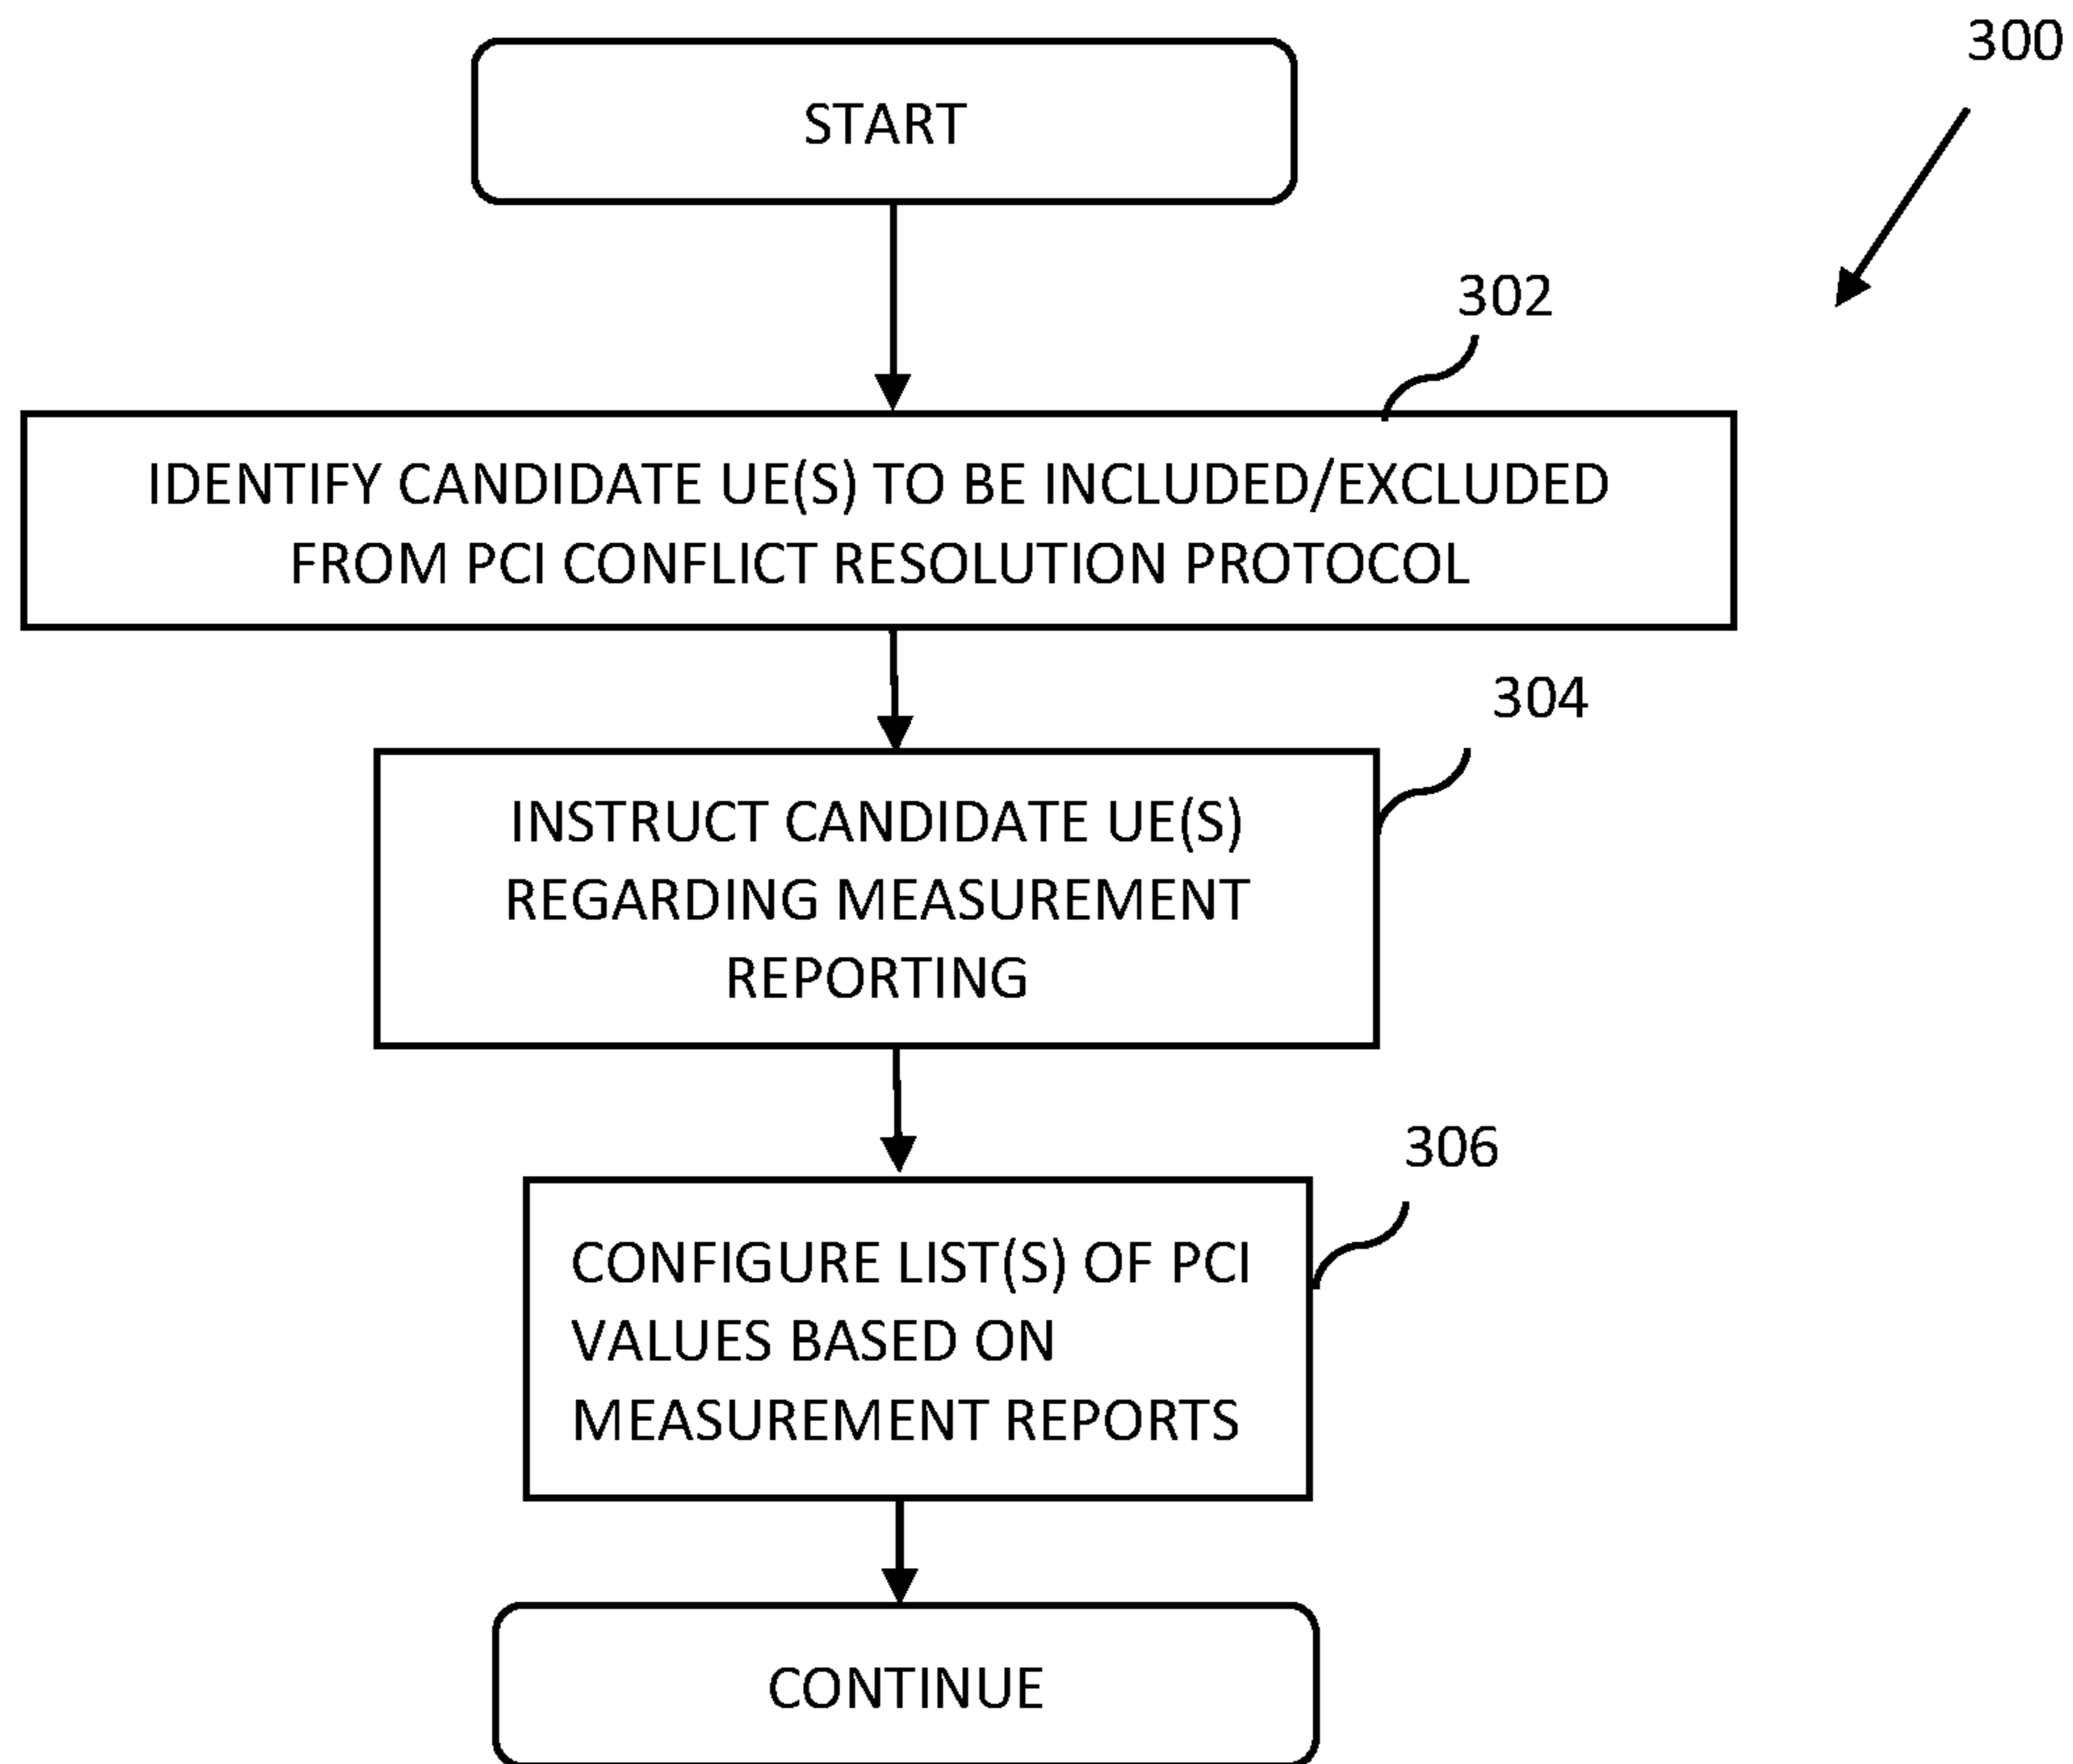 300
START
302
IDENTIFY CANDIDATE UE(S) TO BE INCLUDED/EXCLUDED
FROM PCI CONFLICT RESOLUTION PROTOCOL
304
INSTRUCT CANDIDATE UE(S)
REGARDING MEASUREMENT
REPORTING
306
CONFIGURE LIST(S) OF PCI
VALUES BASED ON
MEASUREMENT REPORTS
CONTINUE